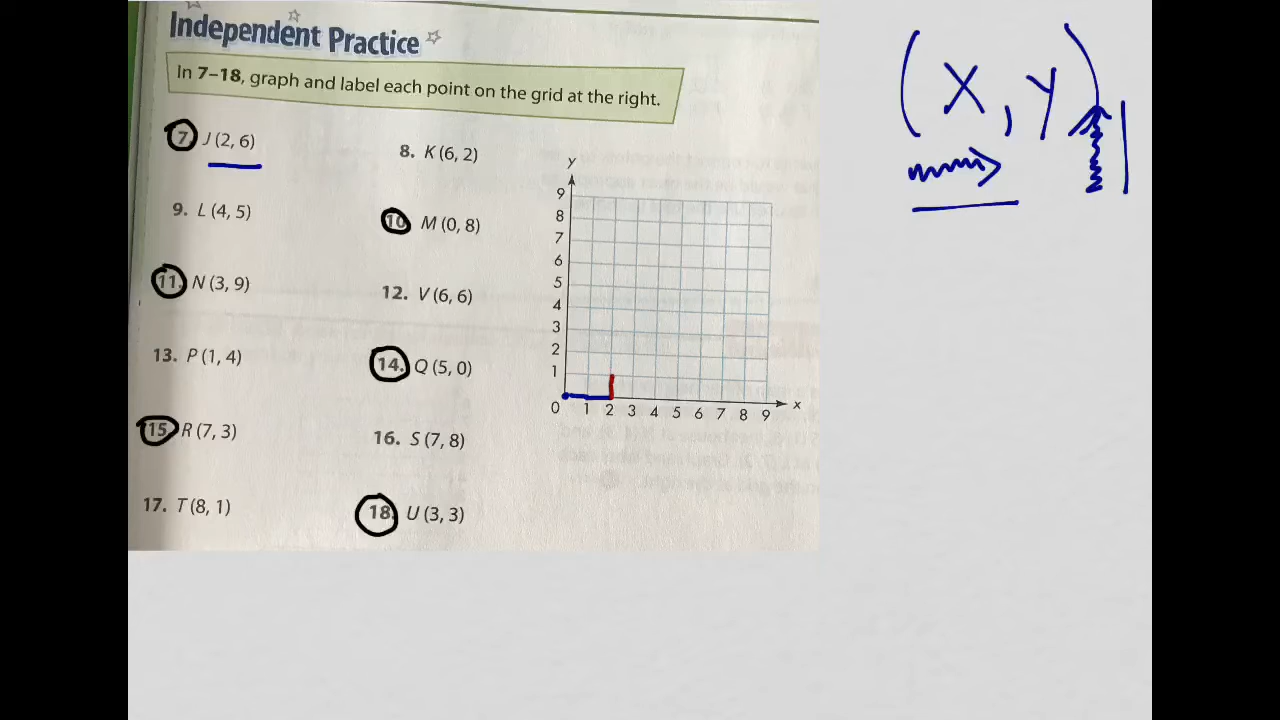 Independent Practice
In 7–18, graph and label each point on the grid at the right.
7. J (2, 6)
8. K (6, 2)
9. L (4, 5)
10 M (0, 8)
11. N (3, 9)
12. V (6, 6)
13. P (1, 4)
14. Q (5, 0)
15 R (7, 3)
16. S (7, 8)
17. T (8, 1)
18. U (3, 3)
y
9
8
7
6
5
4
3
2
1
0 1 2 3 4 5 6 7 8 9 x
(X, Y)